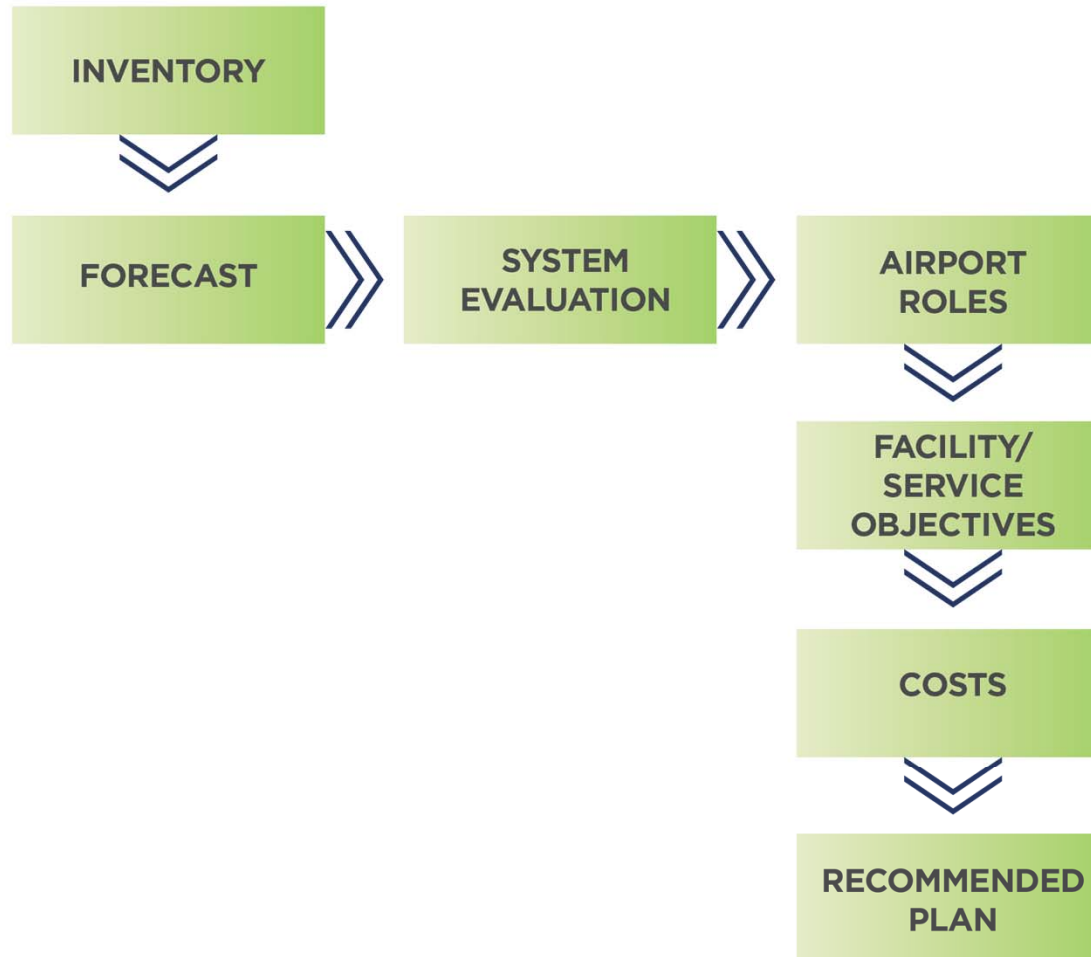 INVENTORY
FORECAST
SYSTEM
EVALUATION
AIRPORT
ROLES
FACILITY/
SERVICE
OBJECTIVES
COSTS
RECOMMENDED
PLAN